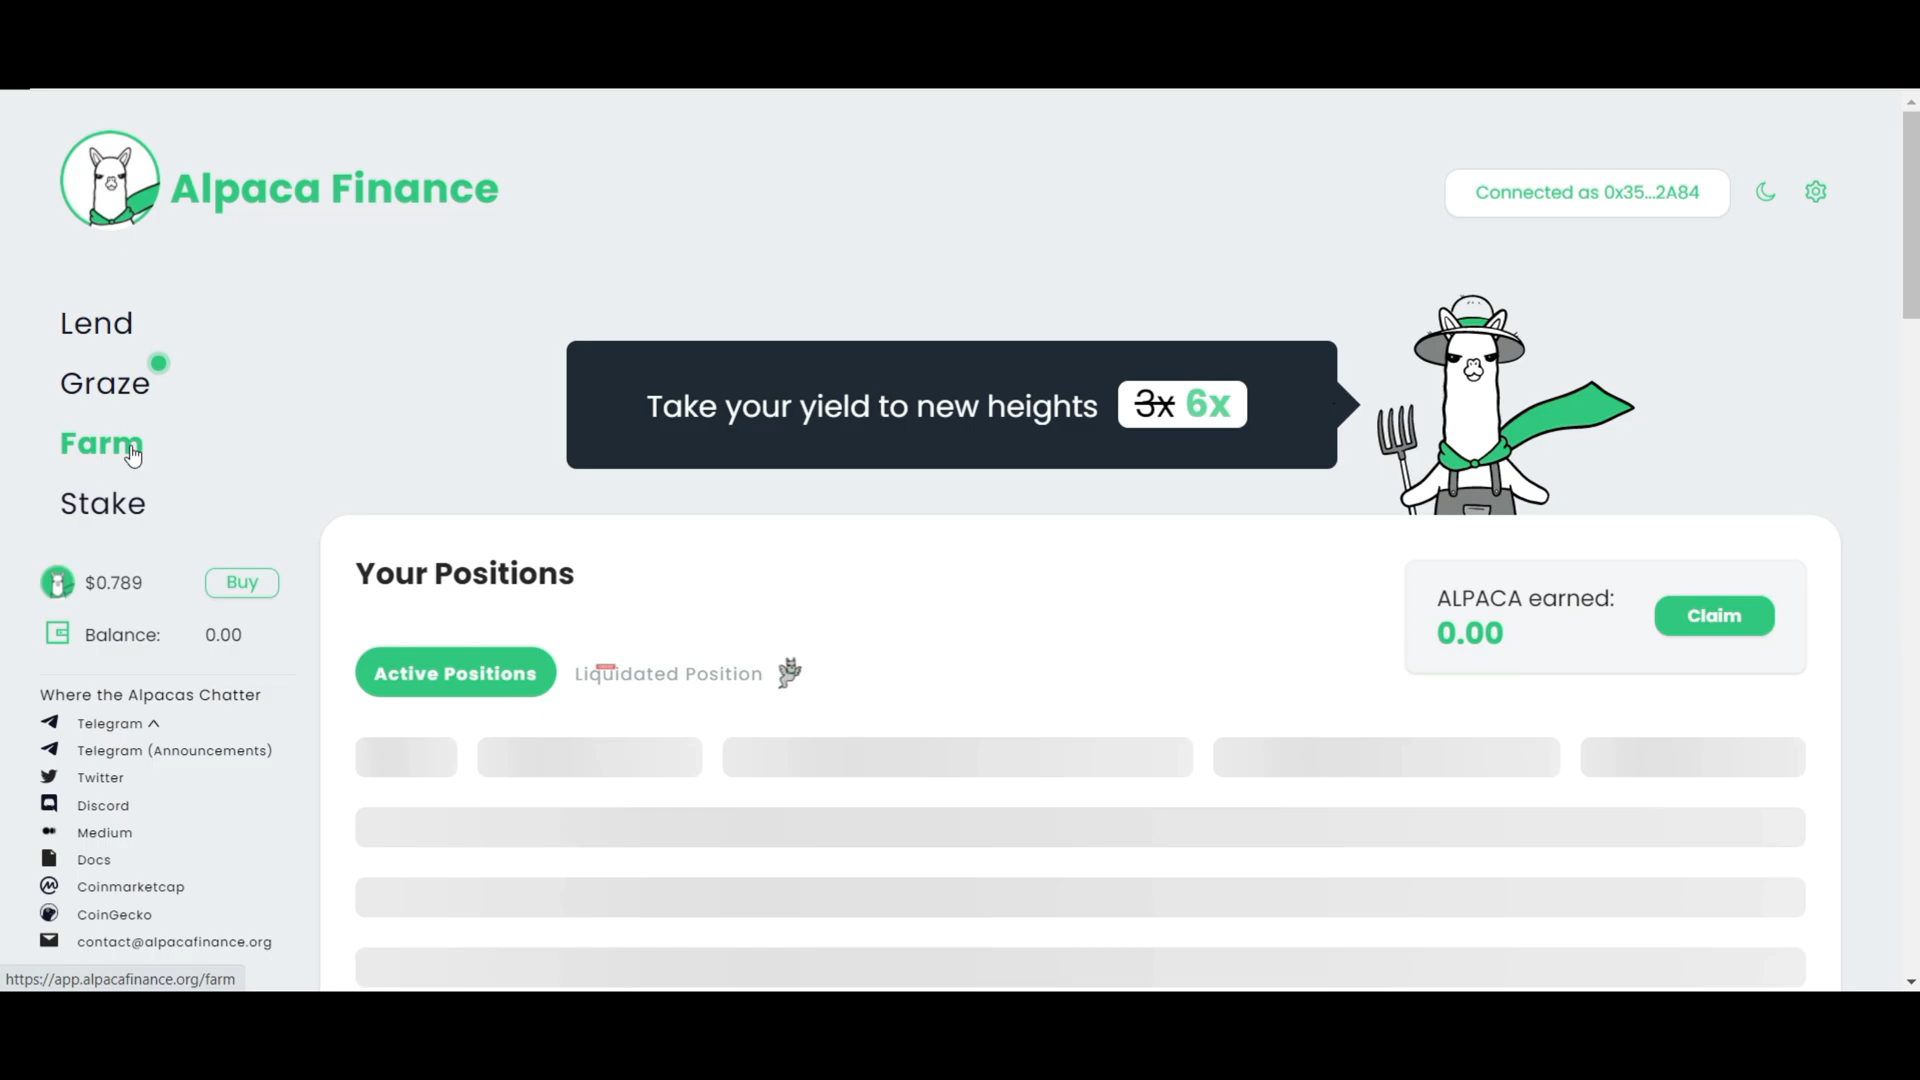 Alpaca Finance
Connected as 0x35...2A84
Lend
Graze
Farm
Stake
Take your yield to new heights 3x 6x
$0.789 Buy
Balance: 0.00
Where the Alpacas Chatter
Telegram
Telegram (Announcements)
Twitter
Discord
Medium
Docs
Coinmarketcap
CoinGecko
contact@alpacafinance.org
https://app.alpacafinance.org/farm
Your Positions
ALPACA earned:
0.00
Claim
Active Positions
Liquidated Position